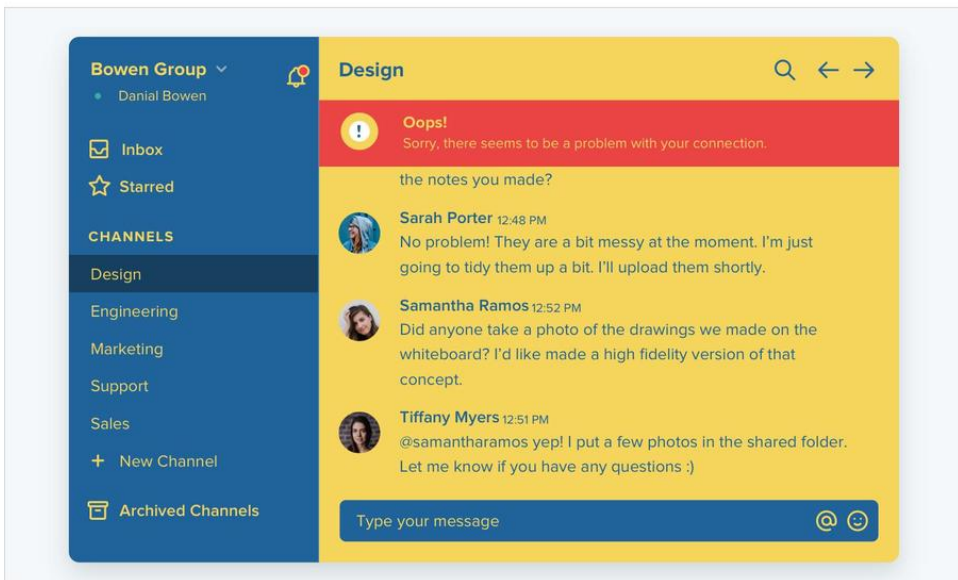 Bowen Group
Danial Bowen
Inbox
Starred
CHANNELS
Design
Engineering
Marketing
Support
Sales
+ New Channel
Archived Channels
Design
Oops!
Sorry, there seems to be a problem with your connection.
the notes you made?
Sarah Porter 12:48 PM
No problem! They are a bit messy at the moment. I'm just
going to tidy them up a bit. I'll upload them shortly.
Samantha Ramos 12:52 PM
Did anyone take a photo of the drawings we made on the
whiteboard? I'd like made a high fidelity version of that
concept.
Tiffany Myers 12:51 PM
@samantharamos yep! I put a few photos in the shared folder.
Let me know if you have any questions :)
Type your message